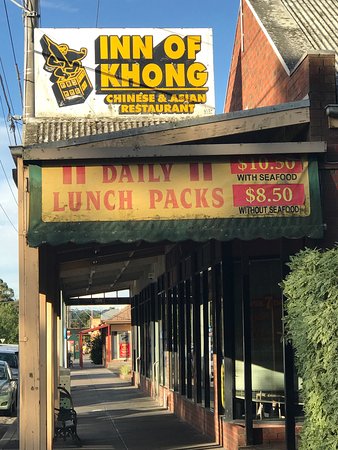 INN OF
KHONG
CHINESE & ASIAN
RESTAURANT
!! DAILY !!
LUNCH PACKS
$10.50
WITH SEAFOOD
$8.50
WITHOUT SEAFOOD